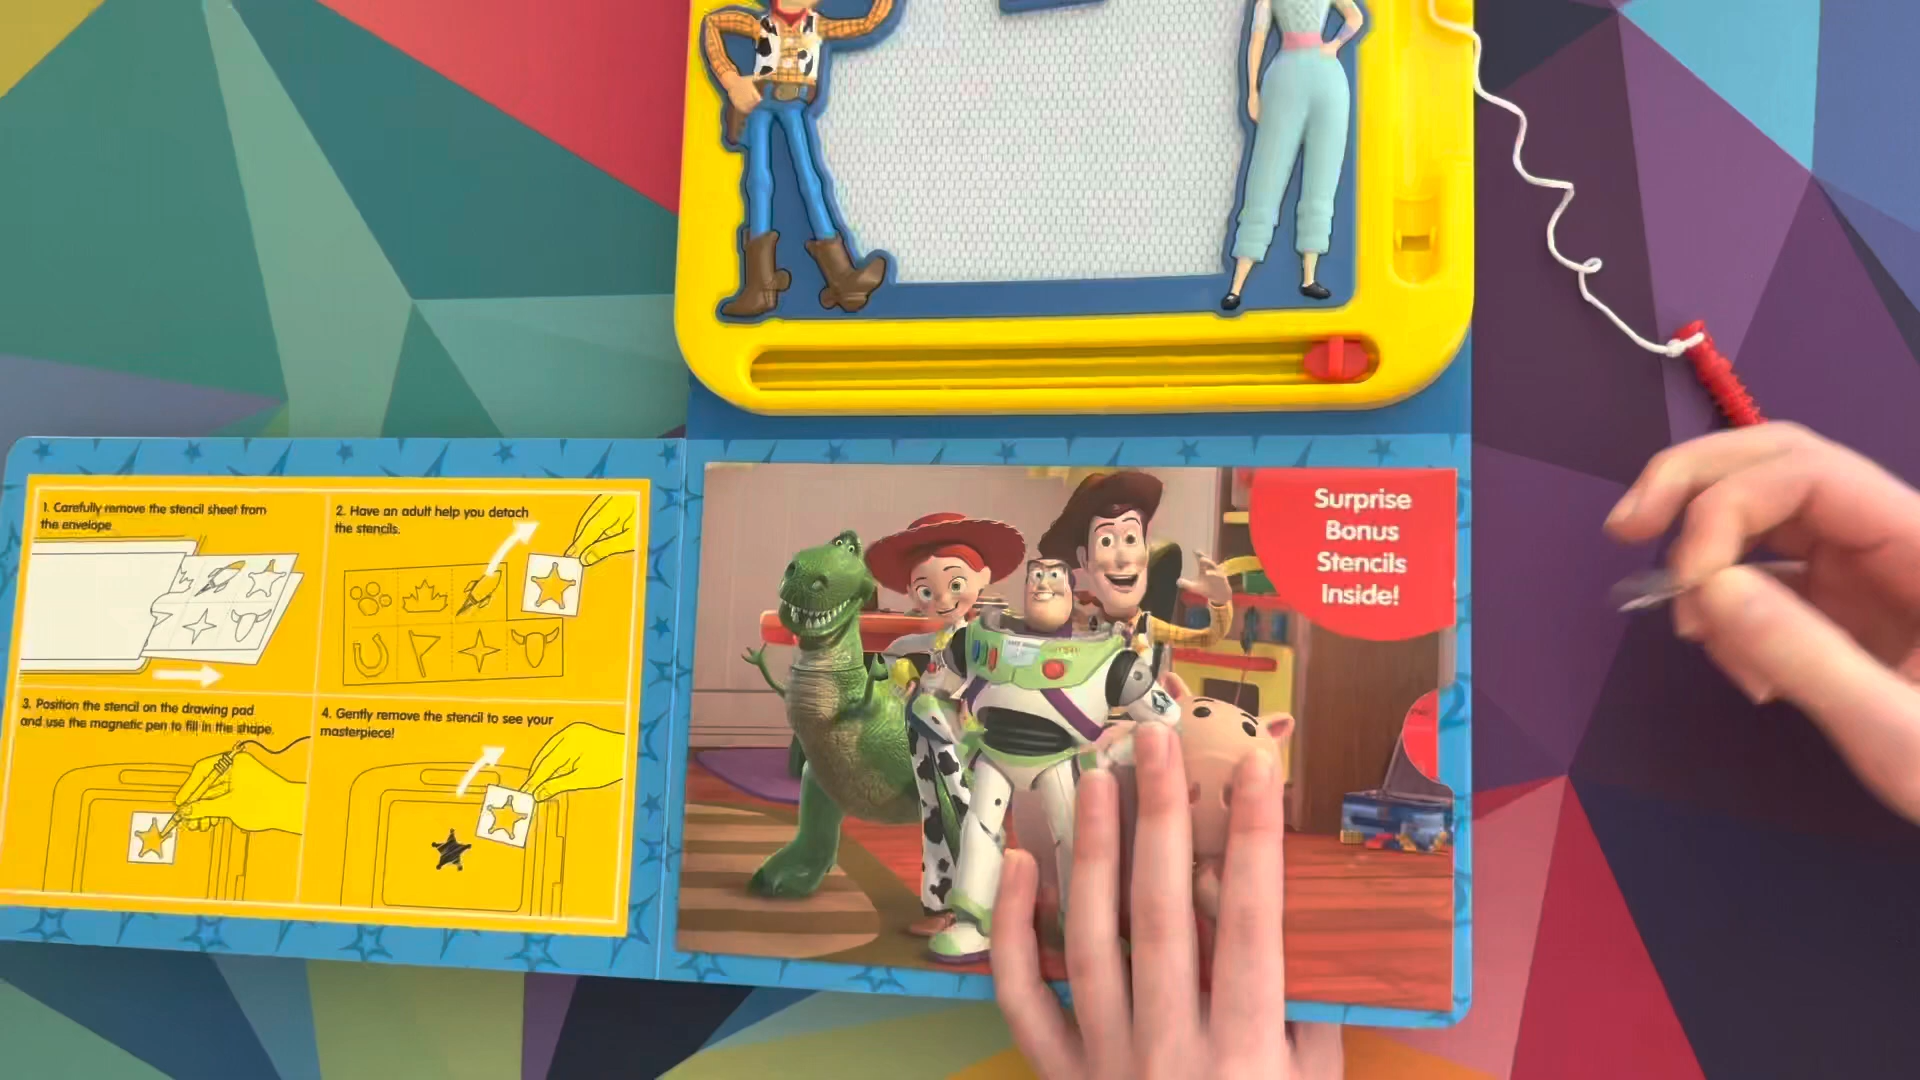 1. Carefully remove the stencil sheet from
the envelope
2. Have an adult help you detach
the stencils.
3. Position the stencil on the drawing pad
and use the magnetic pen to fill in the shape.
4. Gently remove the stencil to see your
masterpiece!
Surprise
Bonus
Stencils
Inside!